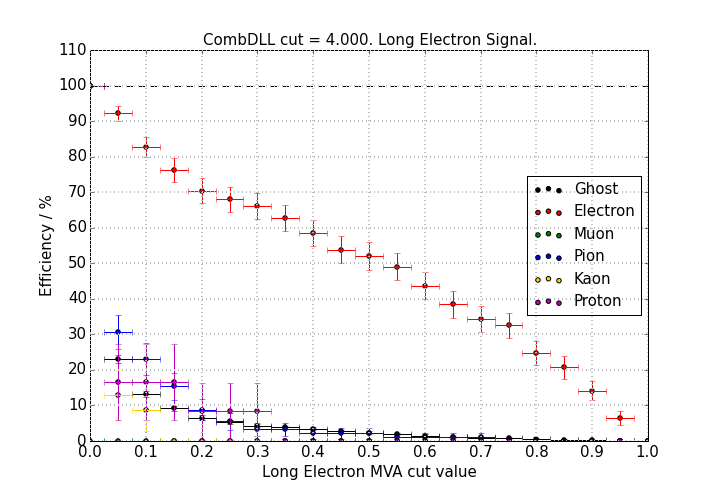 CombDLL cut = 4.000. Long Electron Signal.
110
100
90
80
70
60
50
40
30
20
10
0
Efficiency / %
Ghost
Electron
Muon
Pion
Kaon
Proton
0.0 0.1 0.2 0.3 0.4 0.5 0.6 0.7 0.8 0.9 1.0
Long Electron MVA cut value